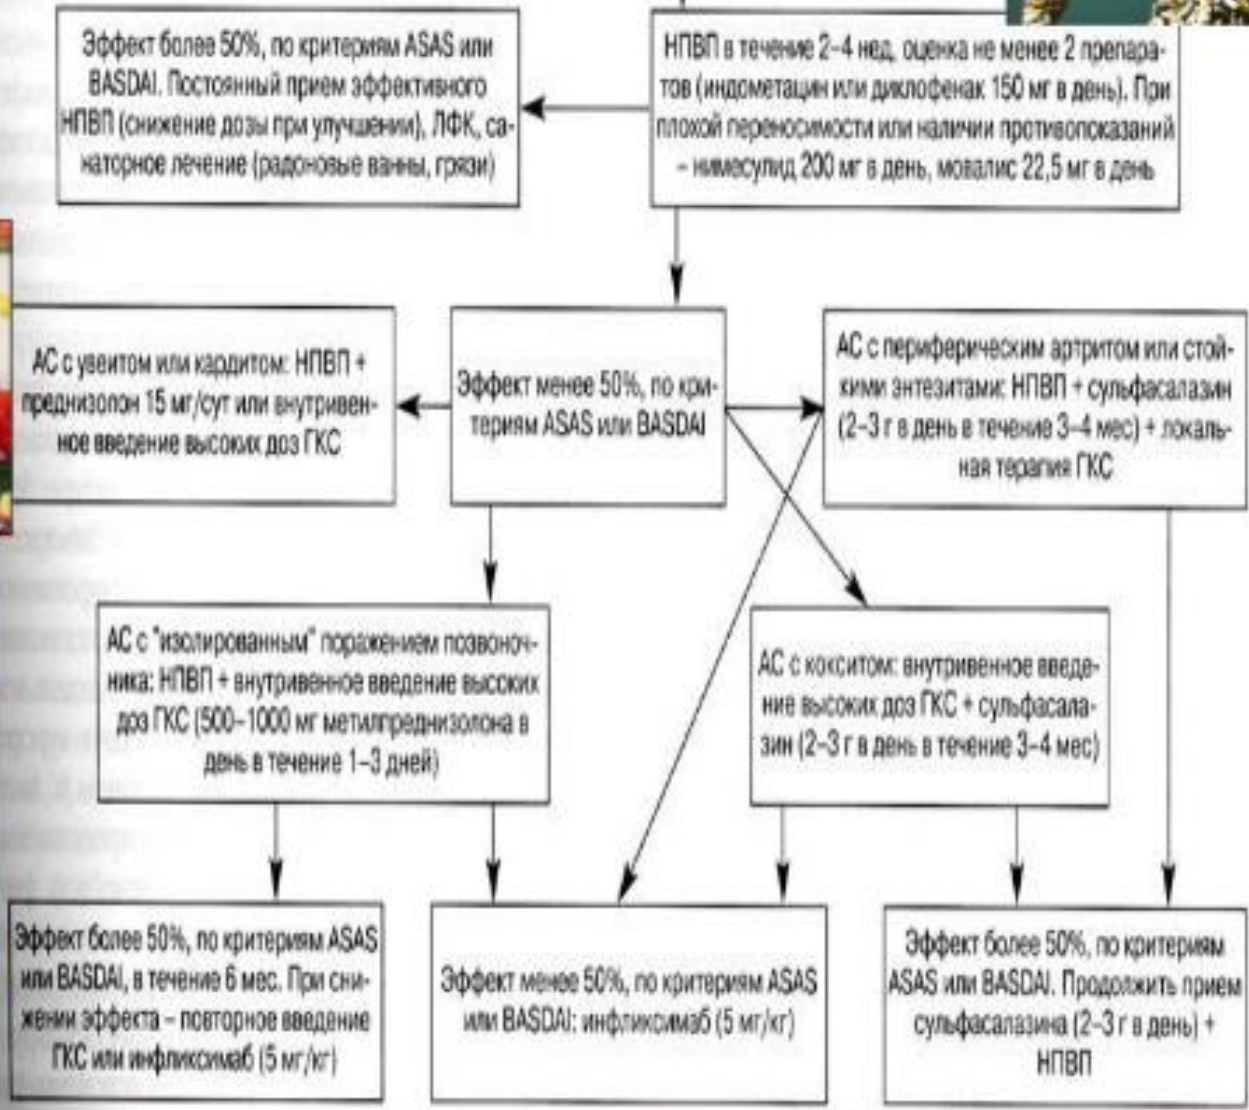 Эффект более 50%, по критериям ASAS или
BASDAI. Постоянный прием эффективного
НПВП (снижение дозы при улучшении), ЛФК, са-
наторное лечение (радоновые ванны, грязи)
НПВП в течение 2–4 нед, оценка не менее 2 препара-
тов (индометацин или диклофенак 150 мг в день). При
плохой переносимости или наличии противопоказаний
– нимесулид 200 мг в день, мовалис 22,5 мг в день
АС с увеитом или кардитом: НПВП +
преднизолон 15 мг/сут или внутривен-
ное введение высоких доз ГКС
Эффект менее 50%, по кри-
териям ASAS или BASDAI
АС с периферическим артритом или стой-
кими энтезитами: НПВП + сульфасалазин
(2–3 г в день в течение 3–4 мес) + локаль-
ная терапия ГКС
АС с "изолированным" поражением позвоноч-
ника: НПВП + внутривенное введение высоких
доз ГКС (500–1000 мг метилпреднизолона в
день в течение 1–3 дней)
АС с кокситом: внутривенное введе-
ние высоких доз ГКС + сульфасала-
зин (2–3 г в день в течение 3–4 мес)
Эффект более 50%, по критериям ASAS
или BASDAI, в течение 6 мес. При сни-
жении эффекта – повторное введение
ГКС или инфликсимаб (5 мг/кг)
Эффект менее 50%, по критериям ASAS
или BASDAI: инфликсимаб (5 мг/кг)
Эффект более 50%, по критериям
ASAS или BASDAI. Продолжить прием
сульфасалазина (2–3 г в день) +
НПВП